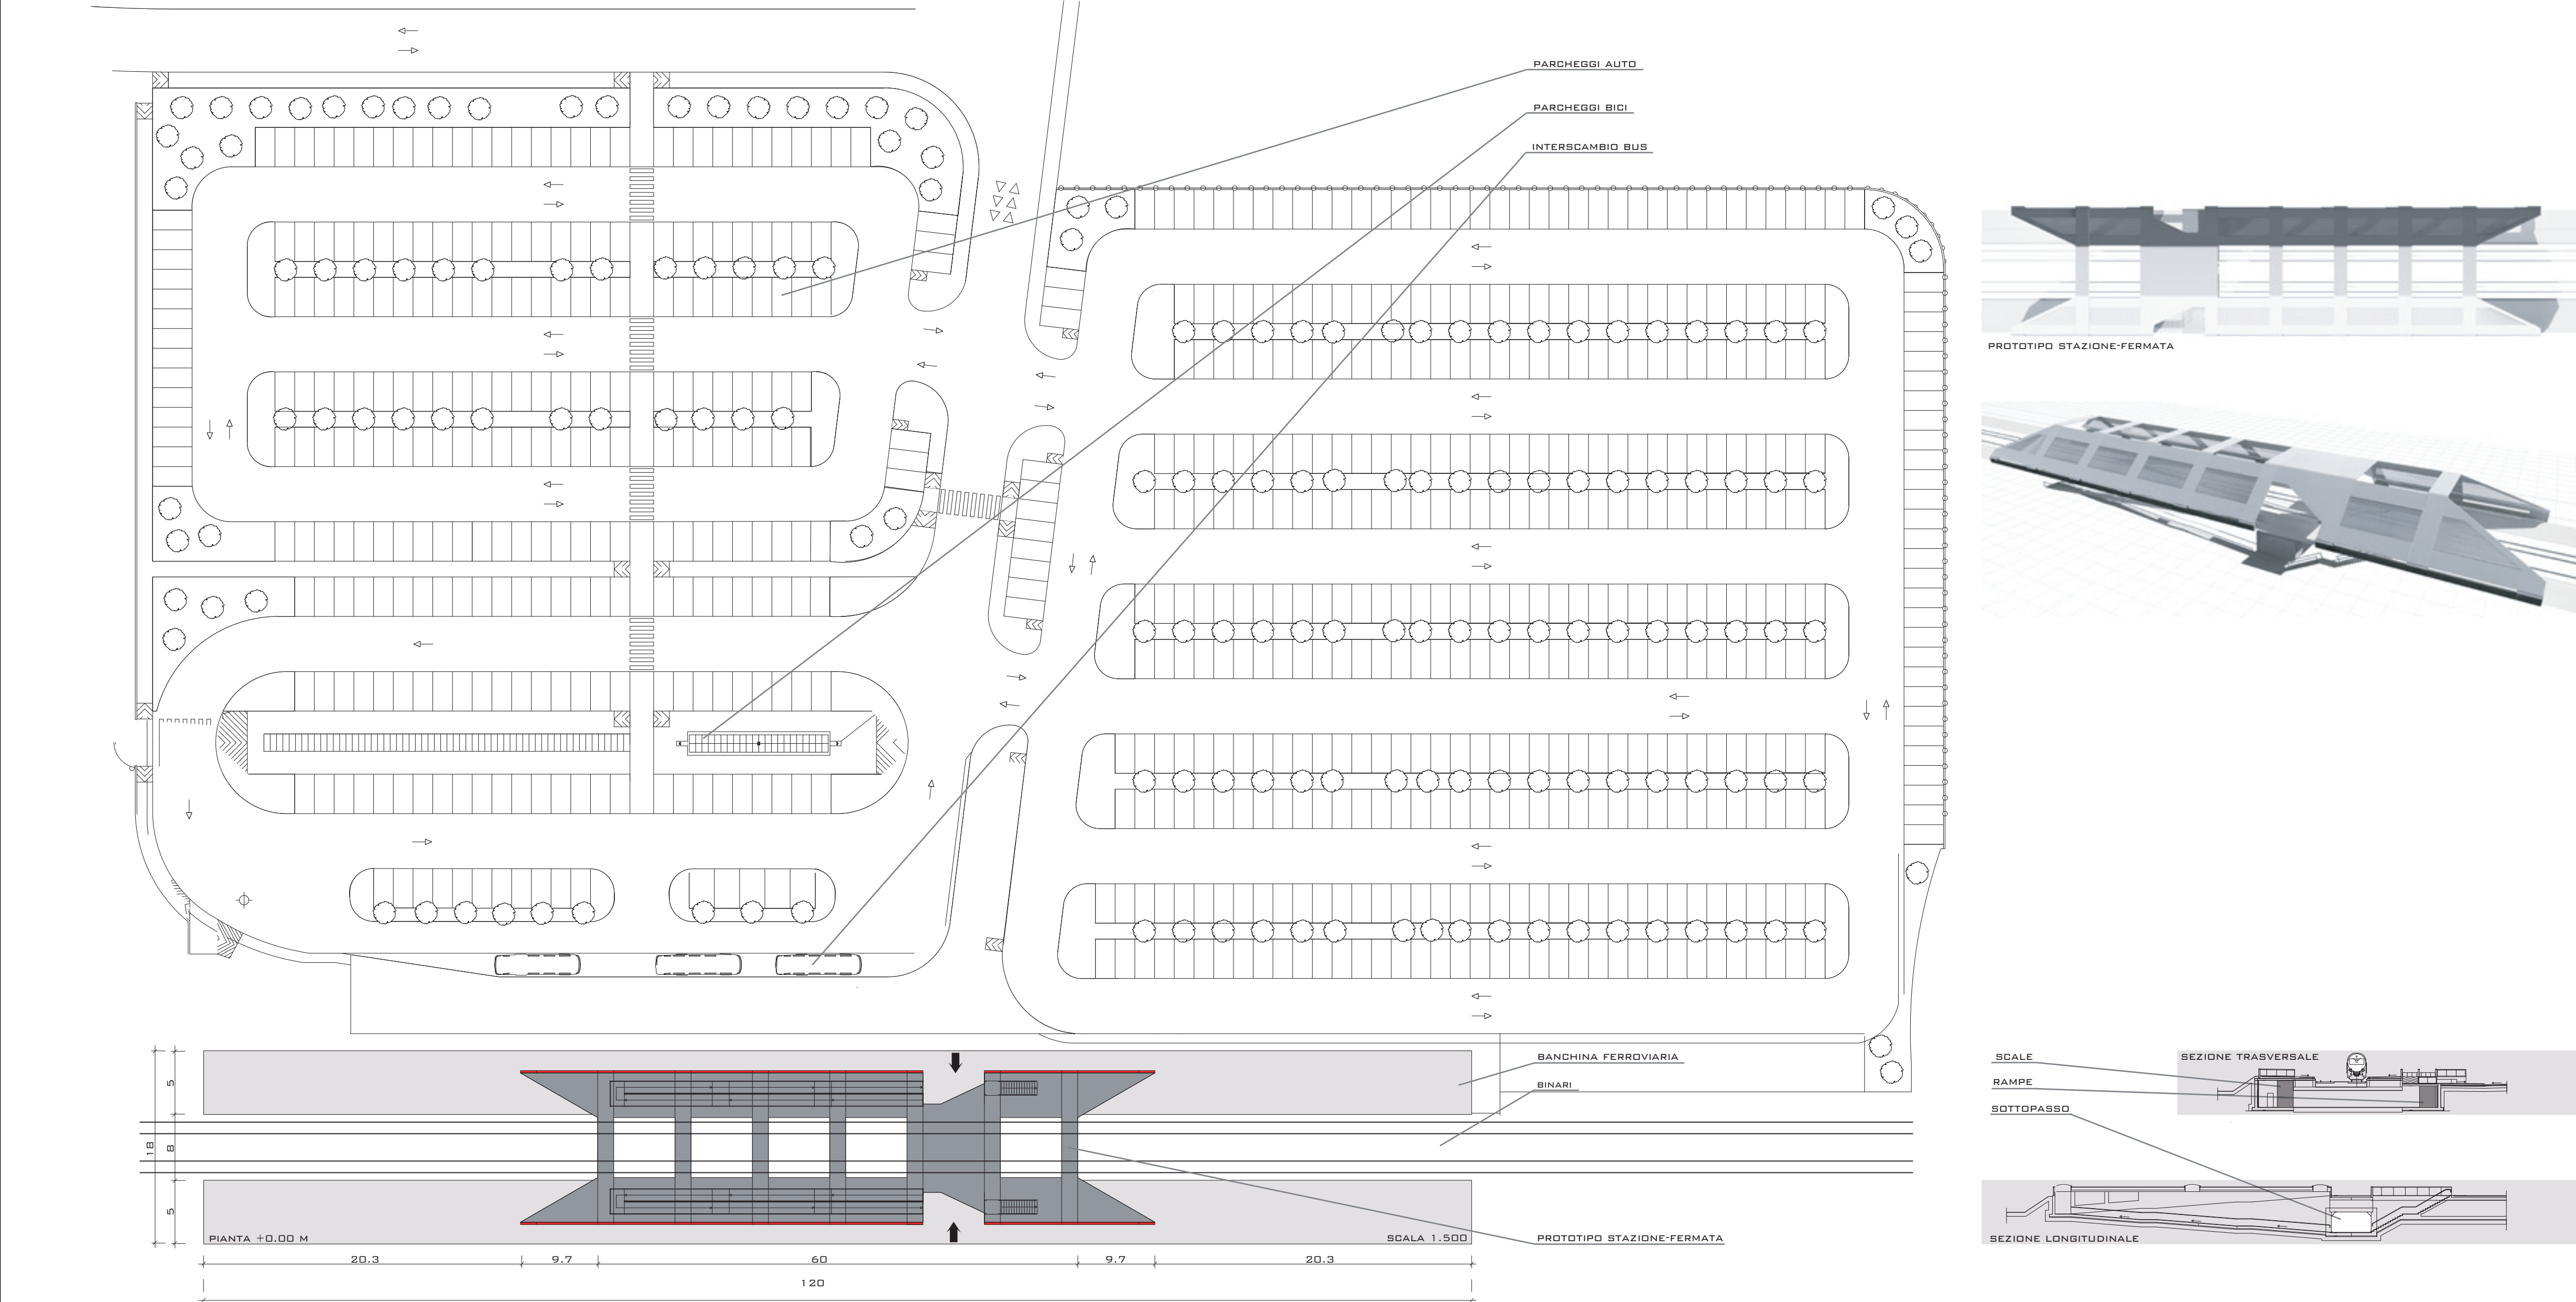 PARCHEGGI AUTO
PARCHEGGI BICI
INTERSCAMBIO BUS
PROTOTIPO STAZIONE-FERMATA
BANCHINA FERROVIARIA
BINARI
PROTOTIPO STAZIONE-FERMATA
SCALE
RAMPE
SOTTOPASSO
SEZIONE TRASVERSALE
SEZIONE LONGITUDINALE
18
5
8
5
PIANTA +0.00 M
SCALA 1.500
20.3
9.7
60
9.7
20.3
120